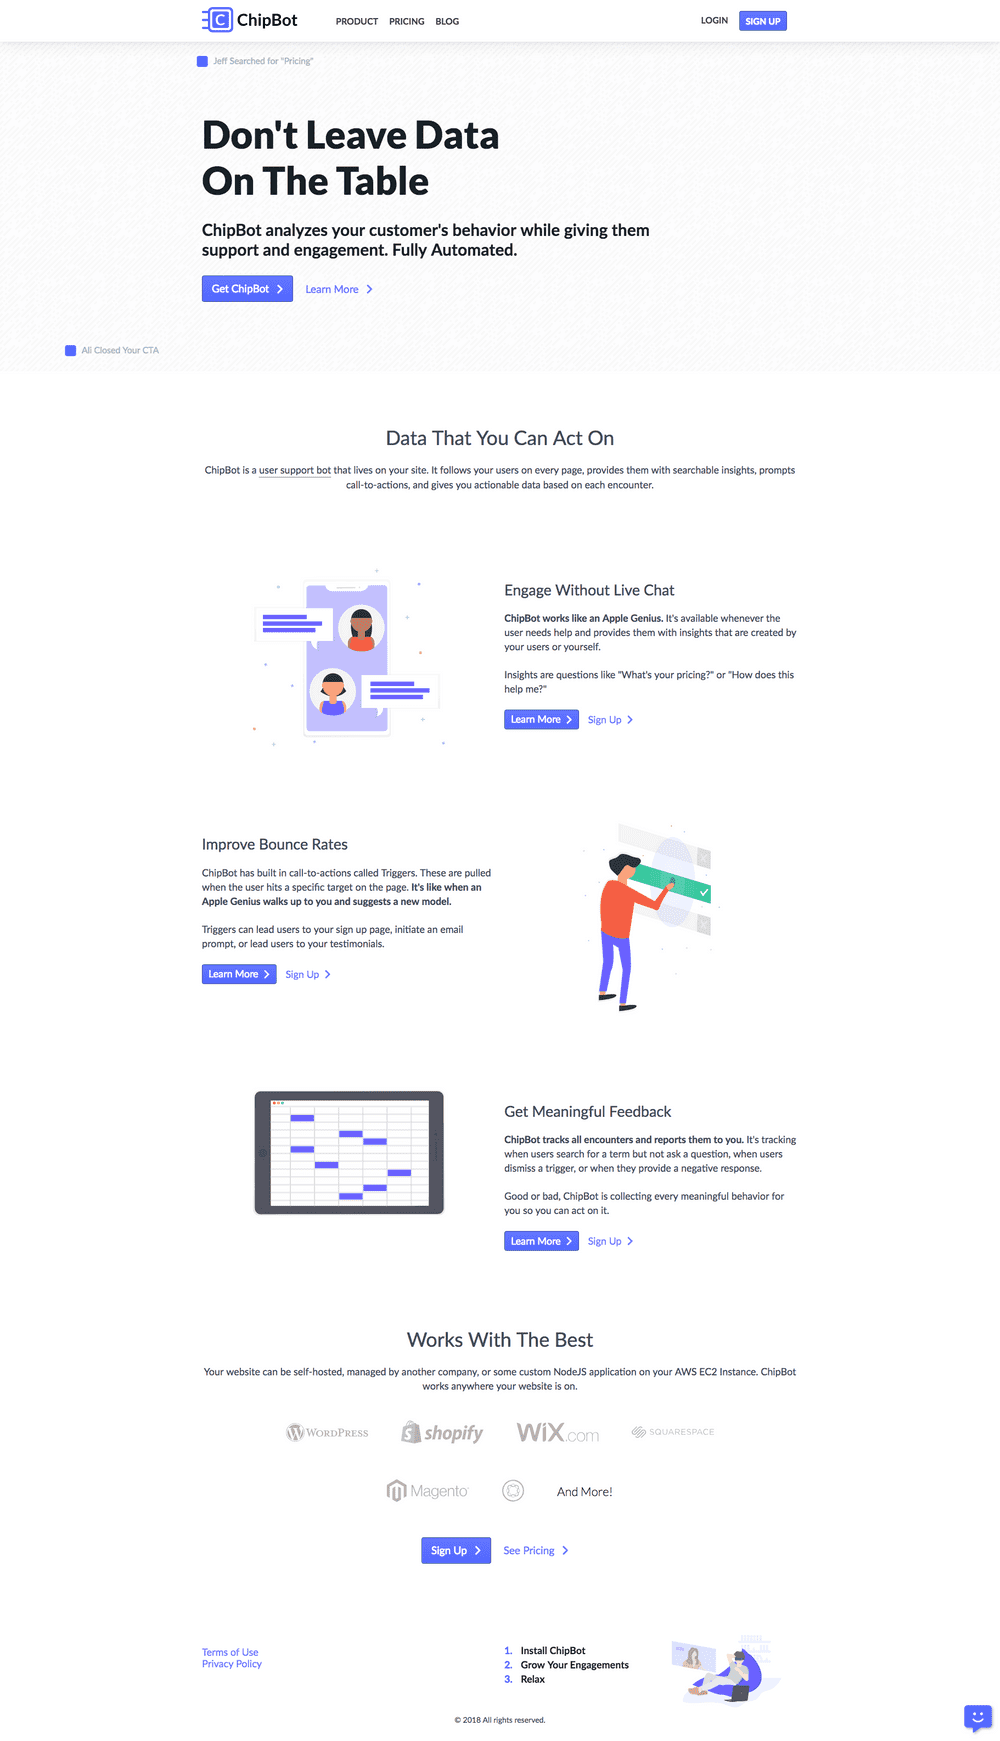 ChipBot
PRODUCT PRICING BLOG
LOGIN SIGN UP
Jeff Searched for "Pricing"
Don't Leave Data
On The Table
ChipBot analyzes your customer's behavior while giving them
support and engagement. Fully Automated.
Get ChipBot
Learn More
Ali Closed Your CTA
Data That You Can Act On
ChipBot is a user support bot that lives on your site. It follows your users on every page, provides them with searchable insights, prompts
call-to-actions, and gives you actionable data based on each encounter.
Engage Without Live Chat
ChipBot works like an Apple Genius. It's available whenever the
user needs help and provides them with insights that are created by
your users or yourself.
Insights are questions like "What's your pricing?" or "How does this
help me?"
Learn More
Sign Up
Improve Bounce Rates
ChipBot has built in call-to-actions called Triggers. These are pulled
when the user hits a specific target on the page. It's like when an
Apple Genius walks up to you and suggests a new model.
Triggers can lead users to your sign up page, initiate an email
prompt, or lead users to your testimonials.
Learn More
Sign Up
Get Meaningful Feedback
ChipBot tracks all encounters and reports them to you. It's tracking
when users search for a term but not ask a question, when users
dismiss a trigger, or when they provide a negative response.
Good or bad, ChipBot is collecting every meaningful behavior for
you so you can act on it.
Learn More
Sign Up
Works With The Best
Your website can be self-hosted, managed by another company, or some custom NodeJS application on your AWS EC2 Instance. ChipBot
works anywhere your website is on.
WORDPRESS
shopify
WiX.com
SQUARESPACE
Magento
And More!
Sign Up
See Pricing
Terms of Use
Privacy Policy
1. Install ChipBot
2. Grow Your Engagements
3. Relax
© 2018 All rights reserved.